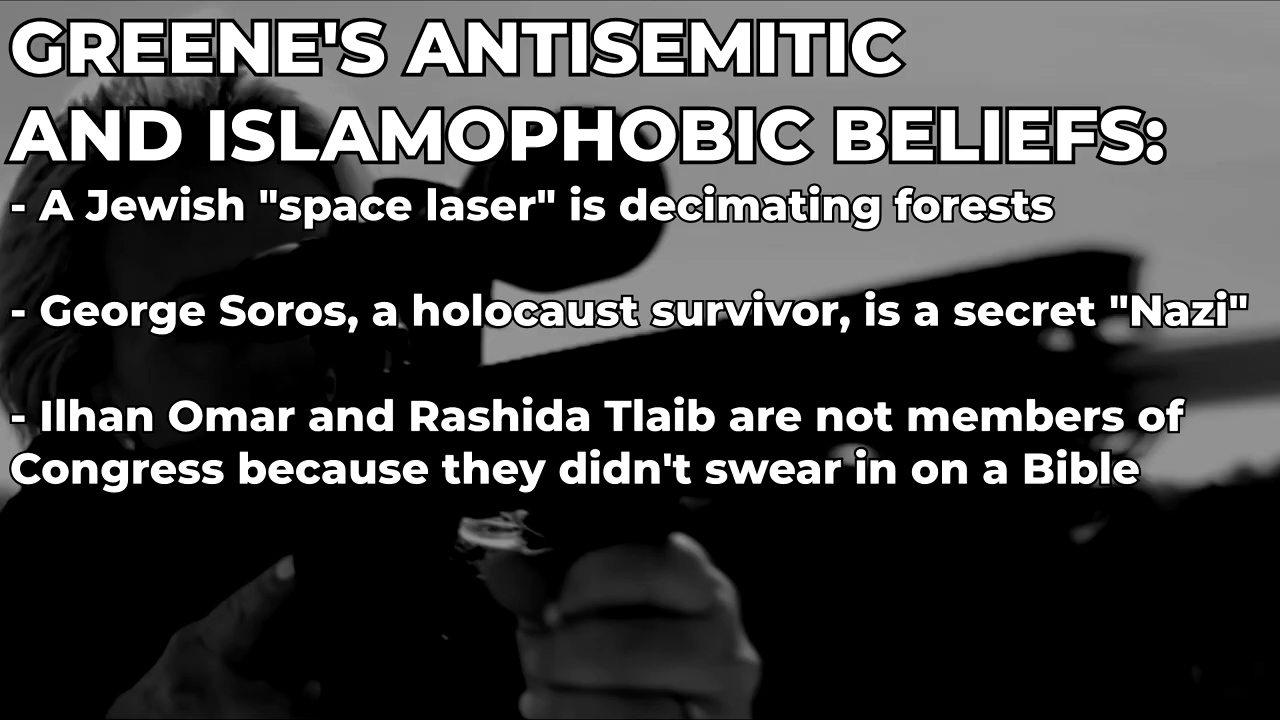 GREENE'S ANTISEMITIC
AND ISLAMOPHOBIC BELIEFS:
- A Jewish "space laser" is decimating forests
- George Soros, a holocaust survivor, is a secret "Nazi"
- Ilhan Omar and Rashida Tlaib are not members of
Congress because they didn't swear in on a Bible